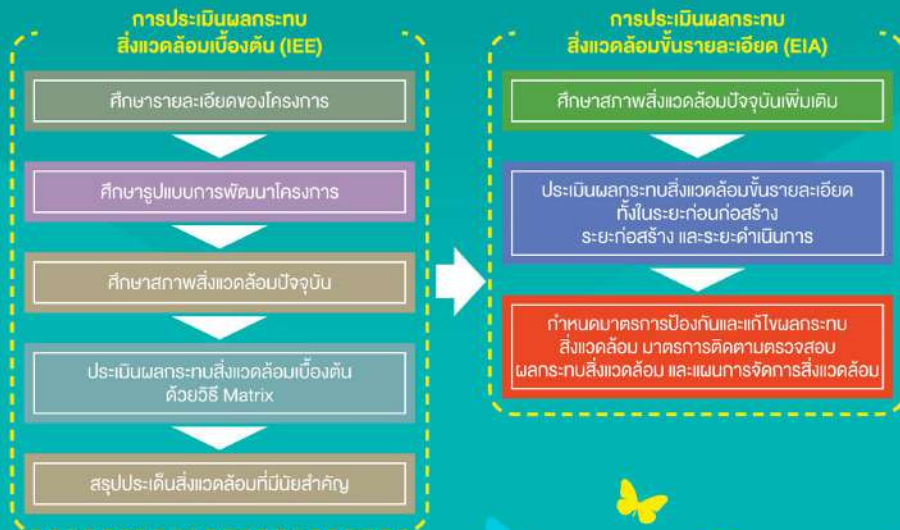 การประเมินผลกระทบ
สิ่งแวดล้อมเบื้องต้น (IEE)
ศึกษารายละเอียดของโครงการ
ศึกษารูปแบบการพัฒนาโครงการ
ศึกษาสภาพสิ่งแวดล้อมปัจจุบัน
ประเมินผลกระทบสิ่งแวดล้อมเบื้องต้น
ด้วยวิธี Matrix
สรุปประเด็นสิ่งแวดล้อมที่มีนัยสำคัญ
การประเมินผลกระทบ
สิ่งแวดล้อมขั้นรายละเอียด (EIA)
ศึกษาสภาพสิ่งแวดล้อมปัจจุบันเพิ่มเติม
ประเมินผลกระทบสิ่งแวดล้อมขั้นรายละเอียด
ทั้งในระยะก่อนก่อสร้าง
ระยะก่อสร้าง และระยะดำเนินการ
กำหนดมาตรการป้องกันและแก้ไขผลกระทบ
สิ่งแวดล้อม มาตรการติดตามตรวจสอบ
ผลกระทบสิ่งแวดล้อม และแผนการจัดการสิ่งแวดล้อม